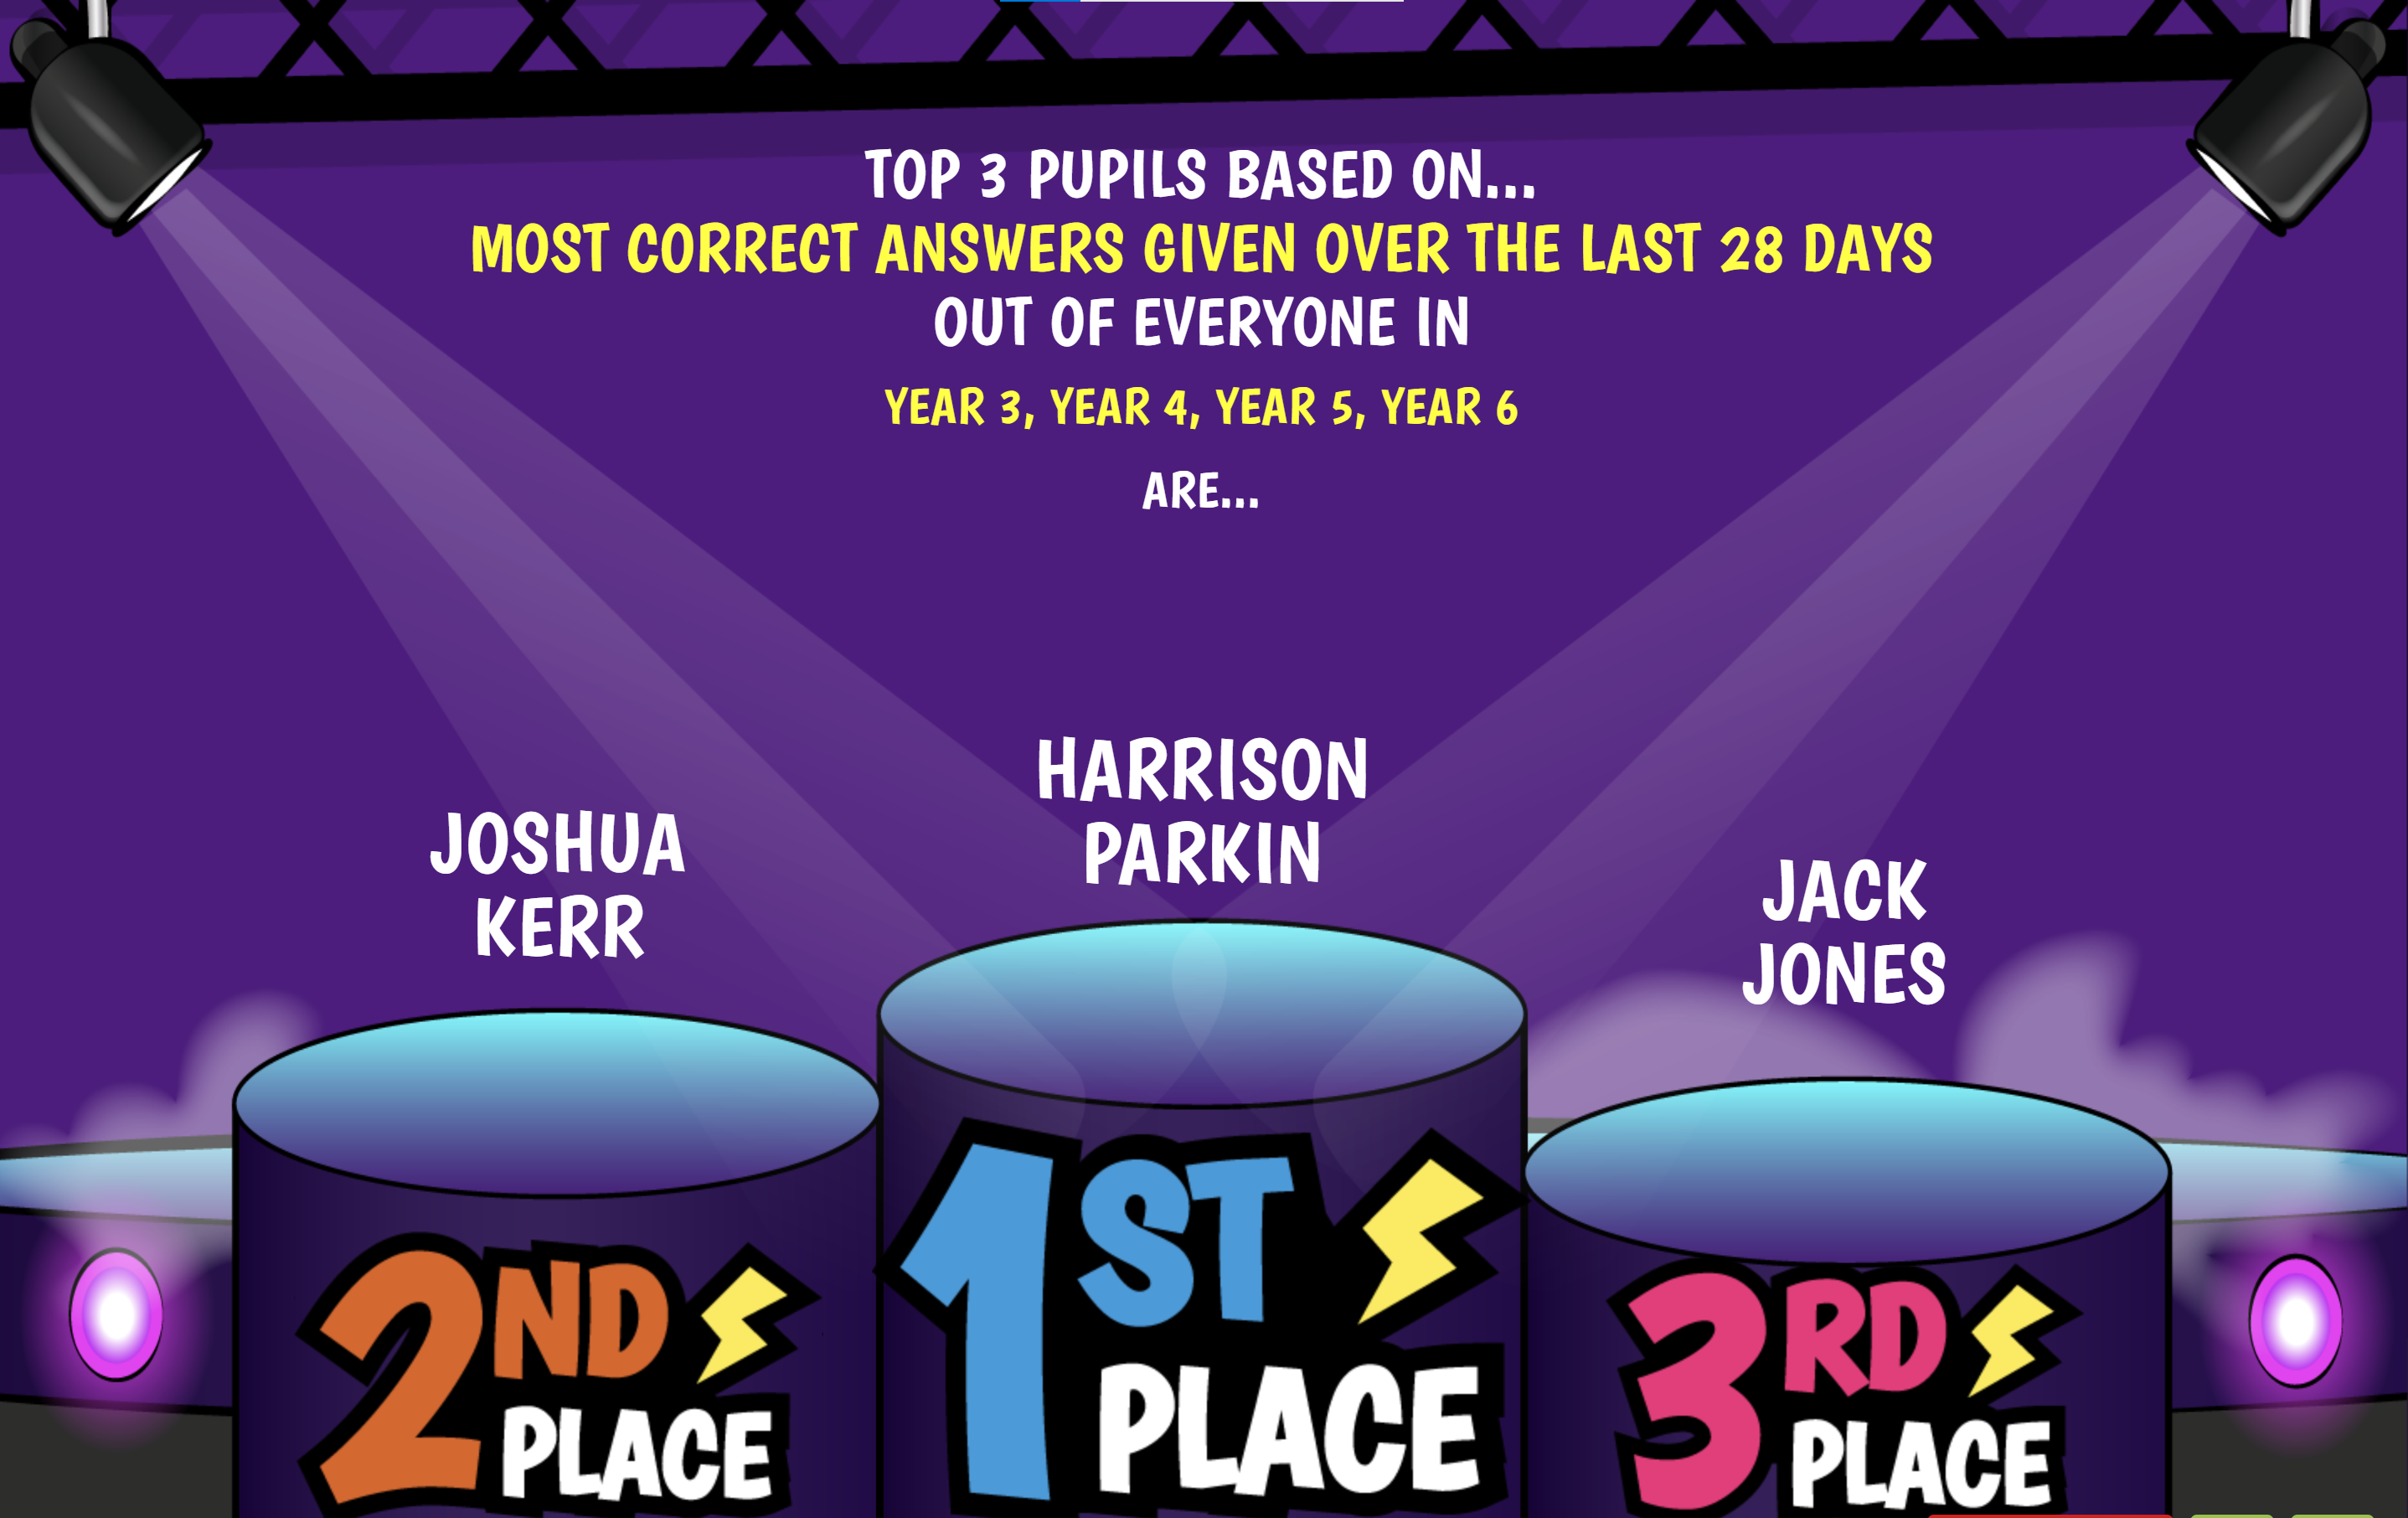 TOP 3 PUPILS BASED ON...
MOST CORRECT ANSWERS GIVEN OVER THE LAST 28 DAYS
OUT OF EVERYONE IN
YEAR 3, YEAR 4, YEAR 5, YEAR 6
ARE...
JOSHUA
KERR
HARRISON
PARKIN
JACK
JONES
2ND
PLACE
1ST
PLACE
3RD
PLACE